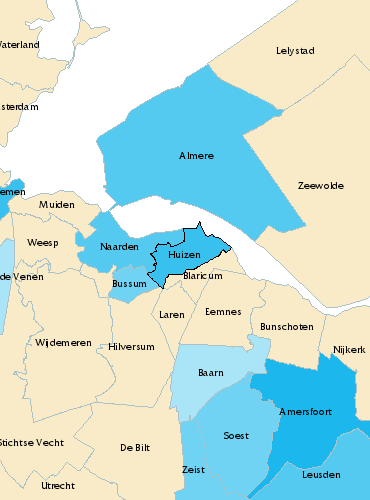 Lelystad
Waterland
sterdam
Almere
Zeewolde
emen
Muiden
Weesp
Naarden
Huizen
Blaricum
de Venen
Bussum
Laren
Eemnes
Bunschoten
Wijdemeren
Hilversum
Nijkerk
Baarn
Amersfoort
Soest
Stichtse Vecht
De Bilt
Zeist
Leusden
Utrecht